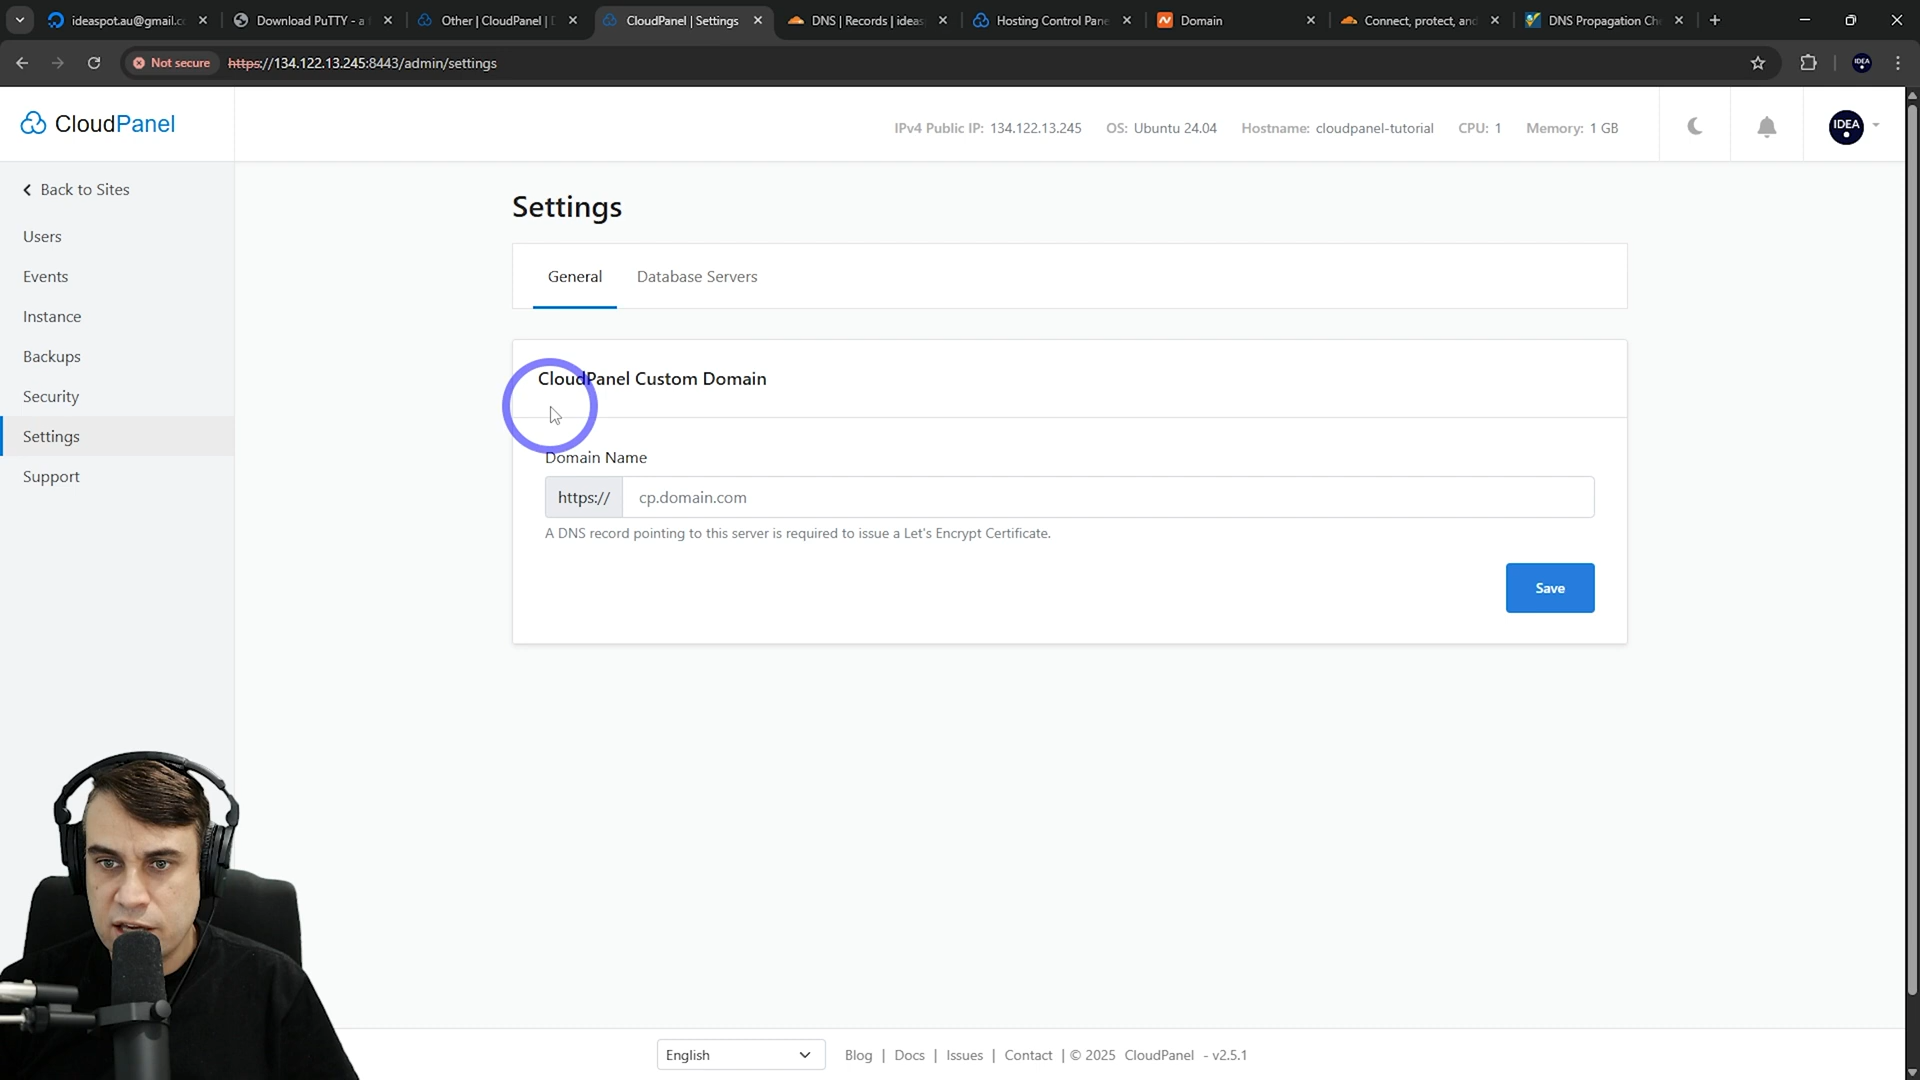 ideaspot.au@gmail.c
Download PuTTY - a f
Other | CloudPanel | D
CloudPanel | Settings
DNS | Records | ideas
Hosting Control Pane
Domain
Connect, protect, and
DNS Propagation Che
Not secure
https://134.122.13.245:8443/admin/settings
IDEA
CloudPanel
IPv4 Public IP: 134.122.13.245
OS: Ubuntu 24.04
Hostname: cloudpanel-tutorial
CPU: 1
Memory: 1 GB
IDEA
Back to Sites
Users
Events
Instance
Backups
Security
Settings
Support
Settings
General
Database Servers
CloudPanel Custom Domain
Domain Name
https://
cp.domain.com
A DNS record pointing to this server is required to issue a Let's Encrypt Certificate.
Save
English
Blog | Docs | Issues | Contact | © 2025 CloudPanel - v2.5.1